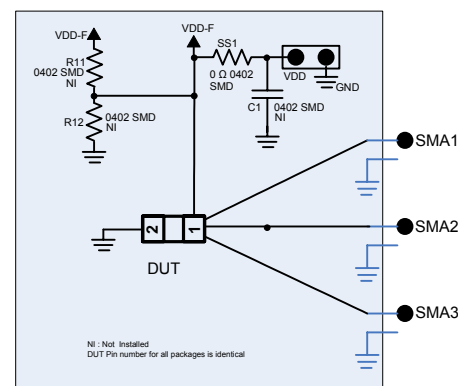 VDD-F
VDD-F
R11
0402 SMD
NI
SS1
0 Ω 0402
SMD
VDD
GND
R12
0402 SMD
NI
C1
0402 SMD
NI
SMA1
2
1
SMA2
DUT
SMA3
NI : Not Installed
DUT Pin number for all packages is identical